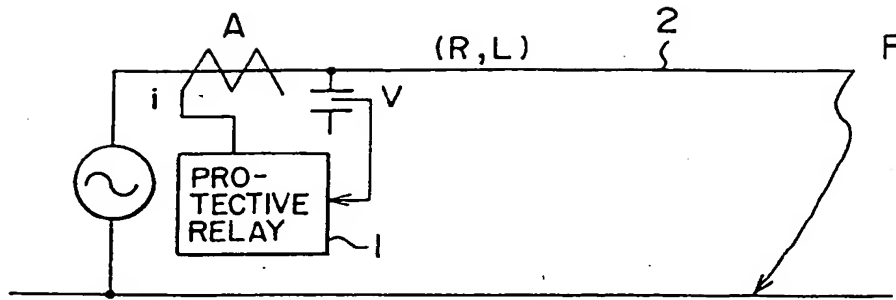 A
(R,L)
2
F
i
V
PRO-
TECTIVE
RELAY
1